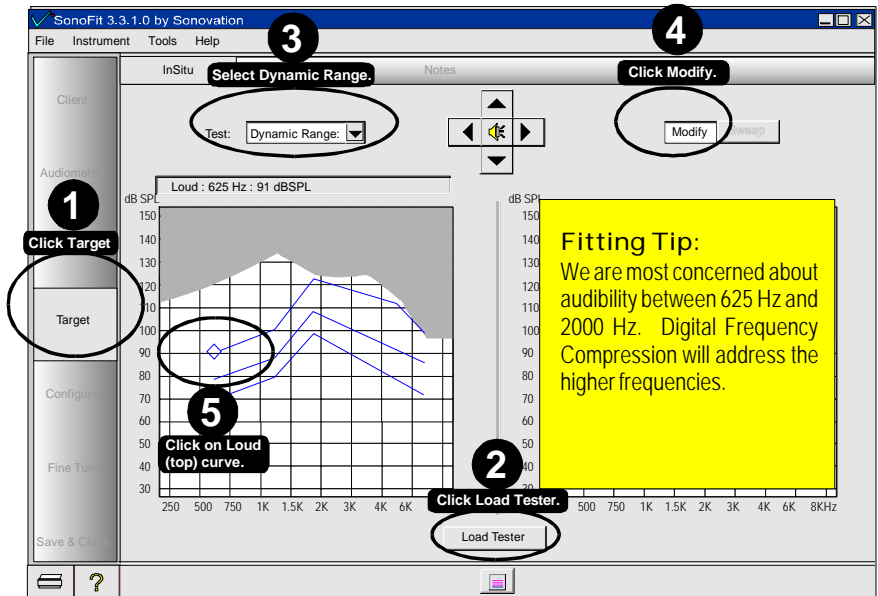 SonoFit 3.3.1.0 by Sonovation
File Instrument Tools Help
3
4
InSitu
Select Dynamic Range.
Notes
Click Modify.
Client
Test: Dynamic Range:
Modify
Sweep
Audiometric
Loud : 625 Hz : 91 dBSPL
1
Click Target
Target
Configure
Fine Tune
Save & Close
dB SPL
150
140
130
120
110
100
90
80
70
60
50
40
30
250 500 750 1K 1.5K 2K 3K 4K 6K
5
Click on Loud
(top) curve.
2
Click Load Tester.
Load Tester
dB SPL
150
140
130
120
110
100
90
80
70
60
50
40
30
500 750 1K 1.5K 2K 3K 4K 6K 8KHz
Fitting Tip:
We are most concerned about
audibility between 625 Hz and
2000 Hz. Digital Frequency
Compression will address the
higher frequencies.
?